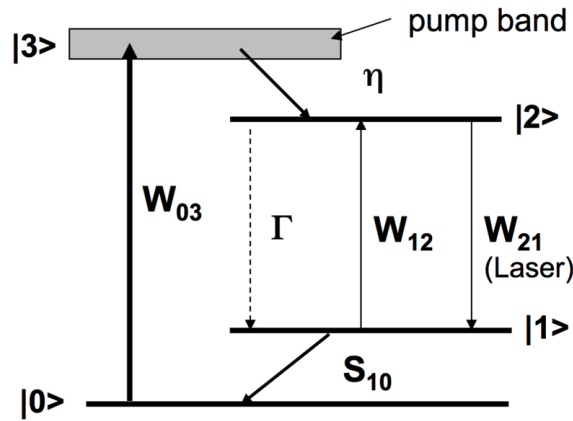 pump band
|3>
η
|2>
W03
Γ
W12
W21
(Laser)
|1>
S10
|0>